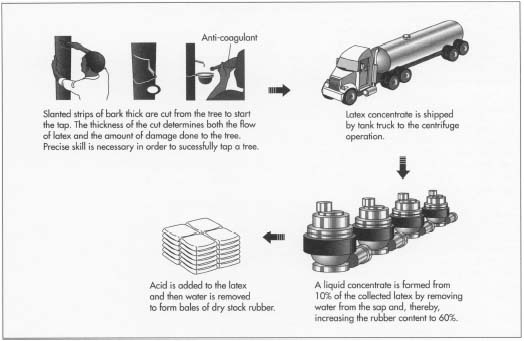 Anti-coagulant
Slanted strips of bark thick are cut from the tree to start
the tap. The thickness of the cut determines both the flow
of latex and the amount of damage done to the tree.
Precise skill is necessary in order to sucessfully tap a tree.
Latex concentrate is shipped
by tank truck to the centrifuge
operation.
A liquid concentrate is formed from
10% of the collected latex by removing
water from the sap and, thereby,
increasing the rubber content to 60%.
Acid is added to the latex
and then water is removed
to form bales of dry stock rubber.